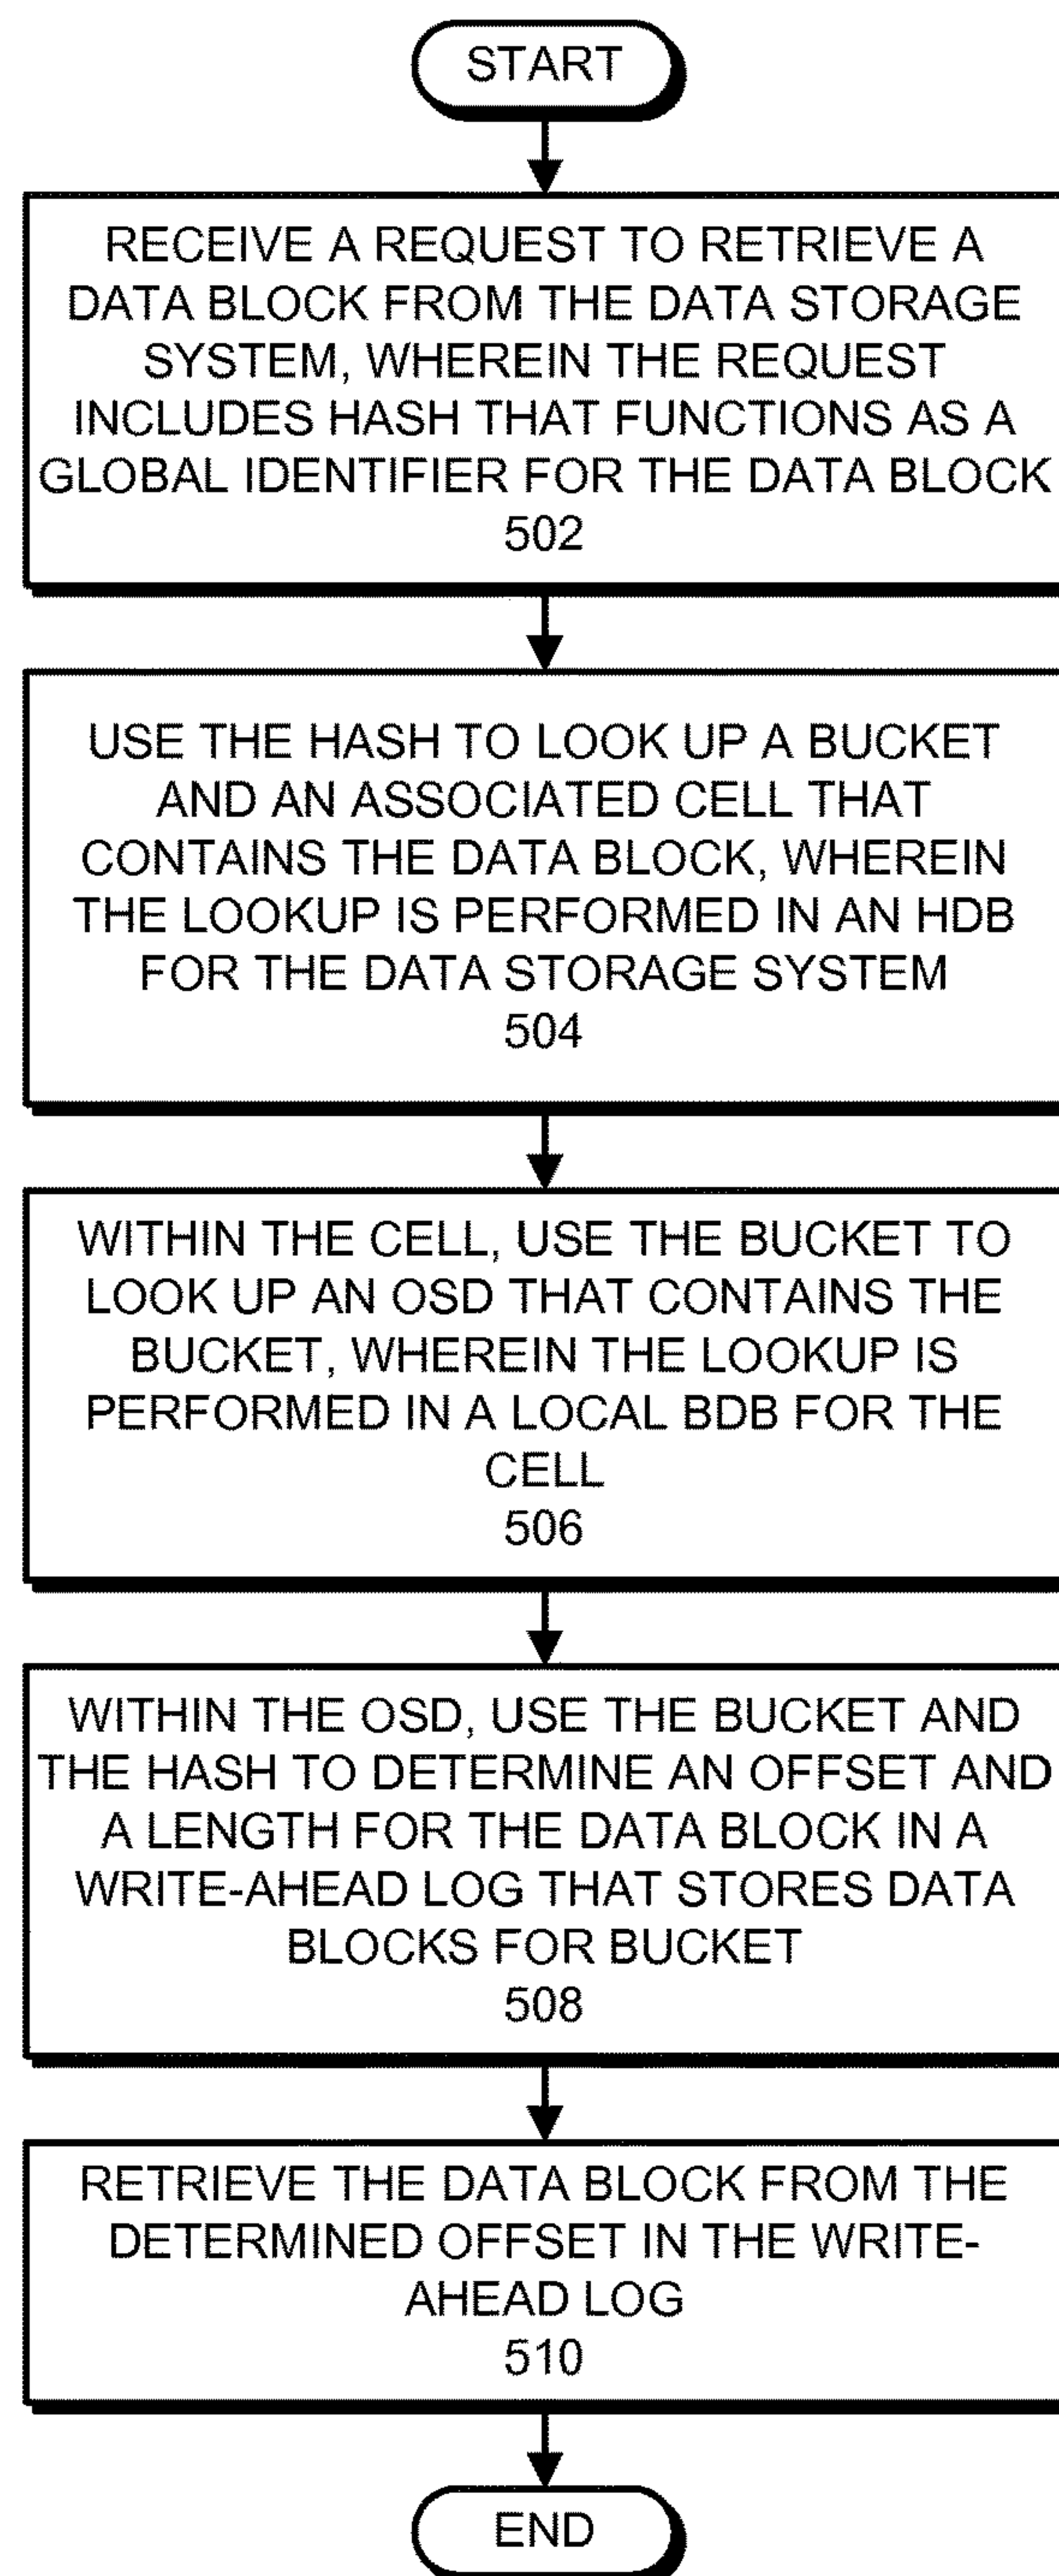 START
RECEIVE A REQUEST TO RETRIEVE A
DATA BLOCK FROM THE DATA STORAGE
SYSTEM, WHEREIN THE REQUEST
INCLUDES HASH THAT FUNCTIONS AS A
GLOBAL IDENTIFIER FOR THE DATA BLOCK
502
USE THE HASH TO LOOK UP A BUCKET
AND AN ASSOCIATED CELL THAT
CONTAINS THE DATA BLOCK, WHEREIN
THE LOOKUP IS PERFORMED IN AN HDB
FOR THE DATA STORAGE SYSTEM
504
WITHIN THE CELL, USE THE BUCKET TO
LOOK UP AN OSD THAT CONTAINS THE
BUCKET, WHEREIN THE LOOKUP IS
PERFORMED IN A LOCAL BDB FOR THE
CELL
506
WITHIN THE OSD, USE THE BUCKET AND
THE HASH TO DETERMINE AN OFFSET AND
A LENGTH FOR THE DATA BLOCK IN A
WRITE-AHEAD LOG THAT STORES DATA
BLOCKS FOR BUCKET
508
RETRIEVE THE DATA BLOCK FROM THE
DETERMINED OFFSET IN THE WRITE-
AHEAD LOG
510
END